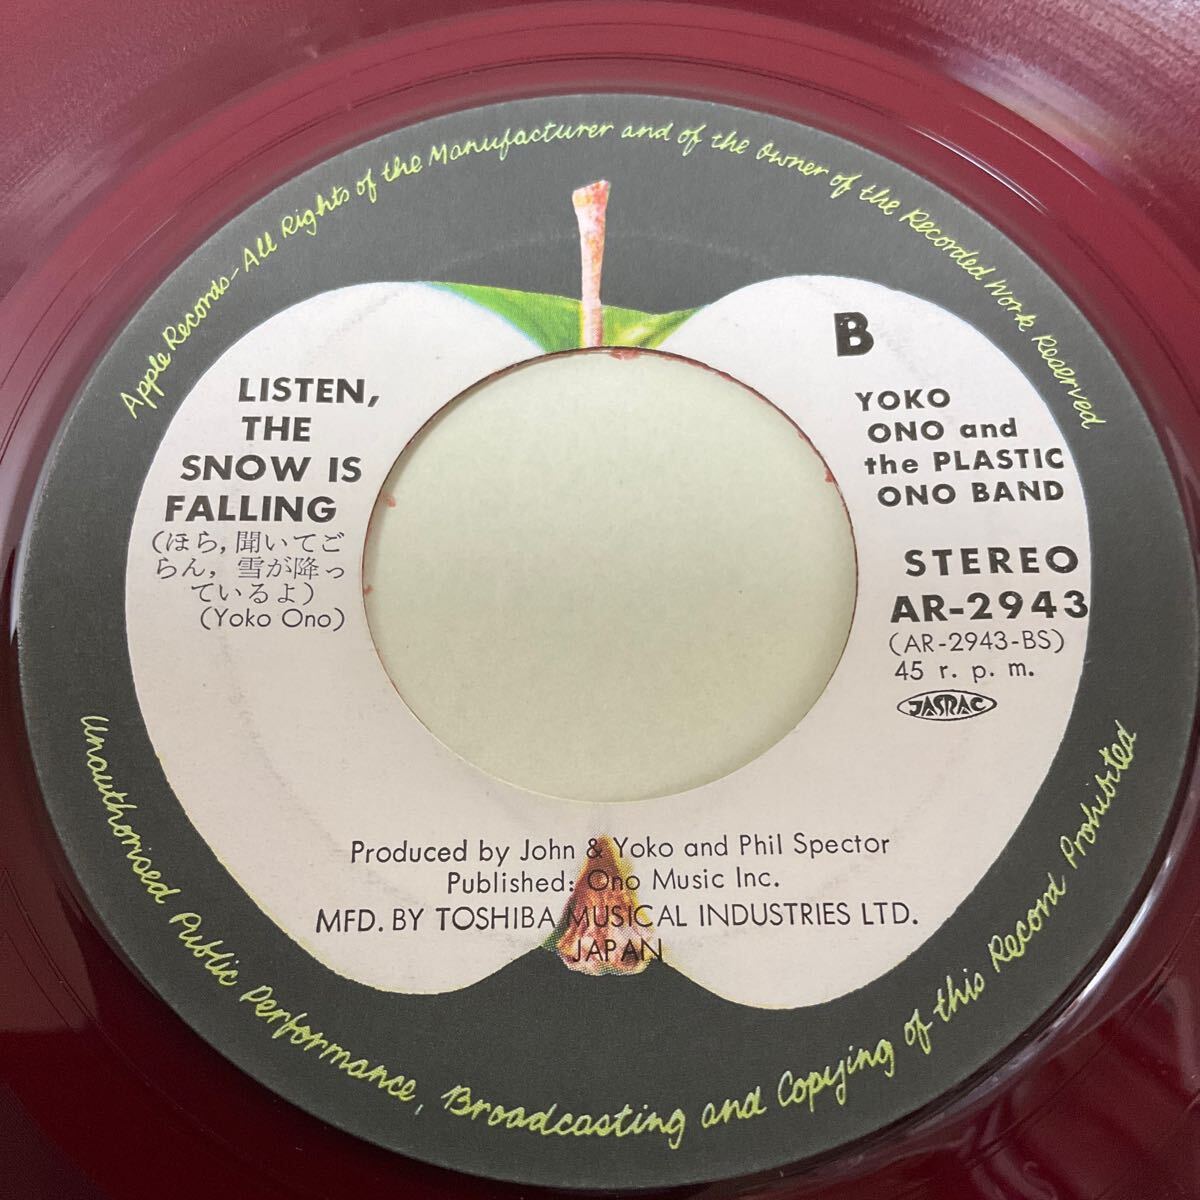 Apple Records-All Rights of the Manufacturer and of the Owner of the Recorded Work Reserved
LISTEN,
THE
SNOW IS
FALLING
(ほら,聞いてご
らん, 雪が降っ
ているよ)
(Yoko Ono)
B
YOKO
ONO and
the PLASTIC
ONO BAND
STEREO
AR-2943
(AR-2943-BS)
45 r. p. m.
JASRAC
Produced by John & Yoko and Phil Spector
Published: Ono Music Inc.
MFD. BY TOSHIBA MUSICAL INDUSTRIES LTD.
JAPAN
Unauthorised Public Performance, Broadcasting and Copying of this Record Prohibited